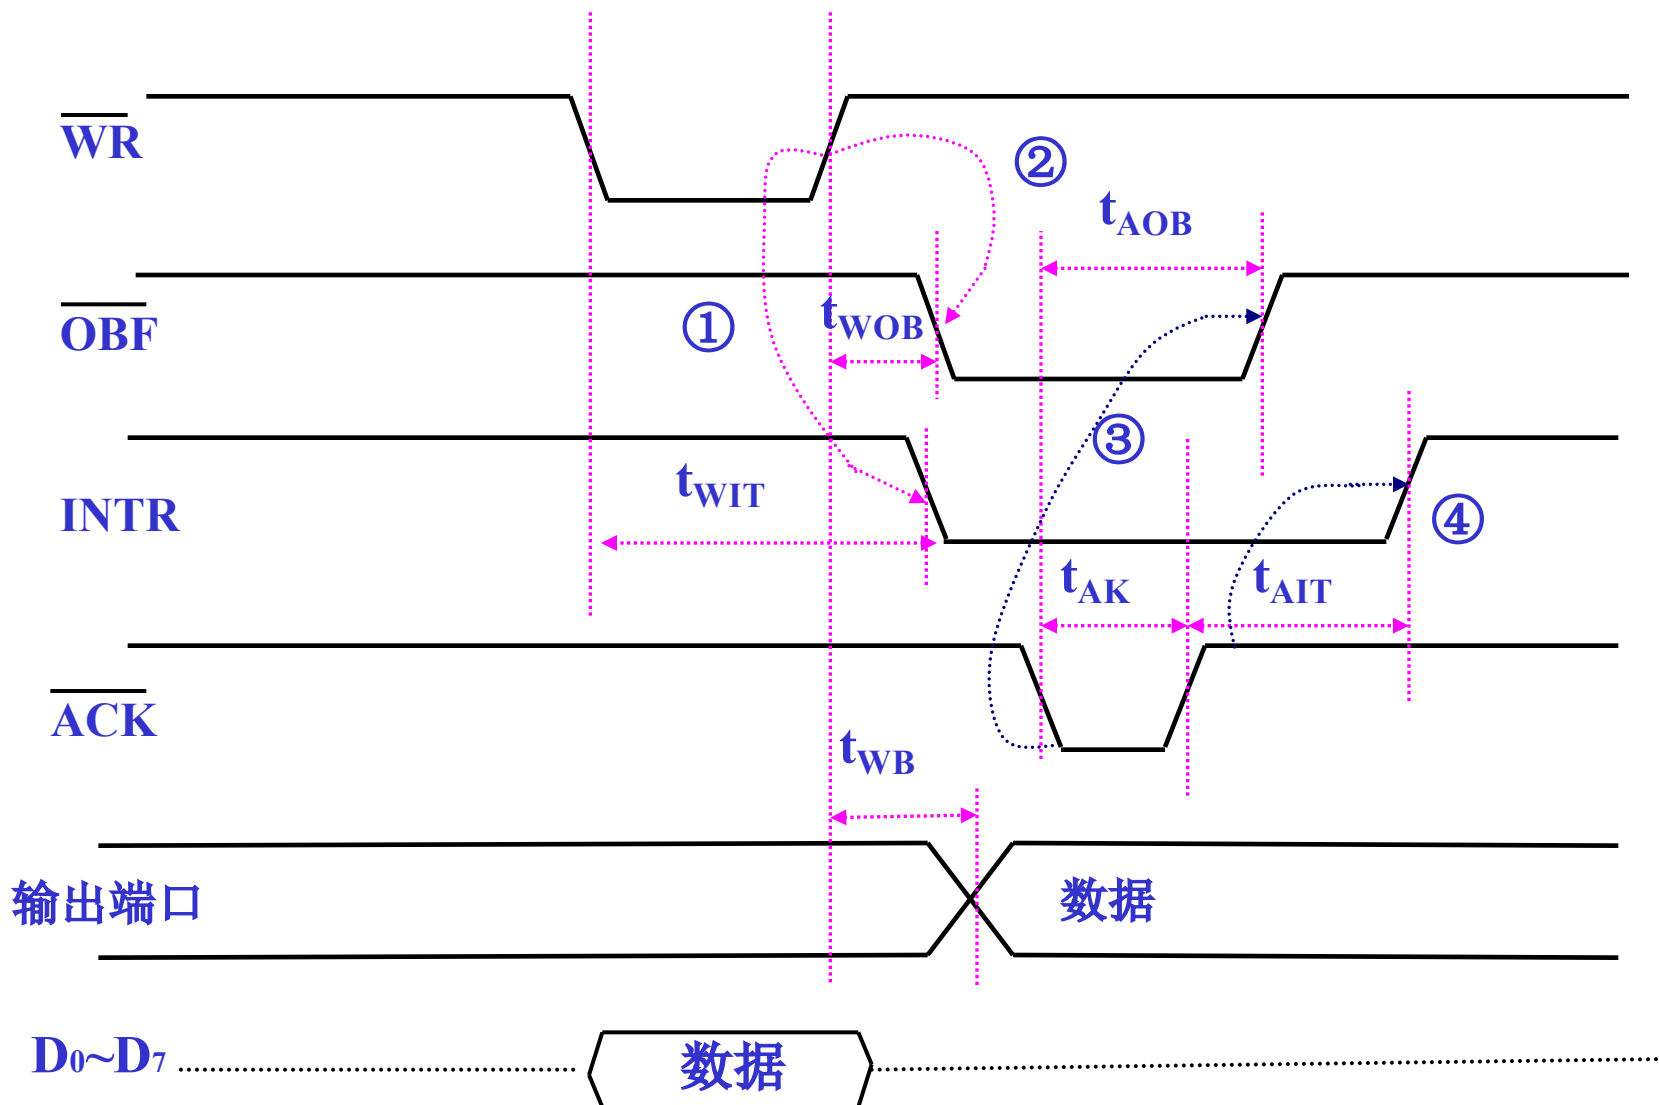 WR
②
tAOB
OBF
①
tWOB
③
INTR
tWIT
④
tAK
tAIT
ACK
tWB
输出端口
数据
D0~D7
数据